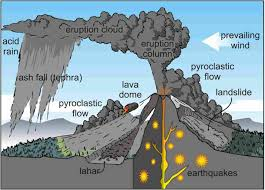 eruption cloud
prevailing
wind
acid
rain
eruption
column
ash fall (tephra)
pyroclastic
flow
lava
dome
landslide
pyroclastic
flow
lahar
earthquakes